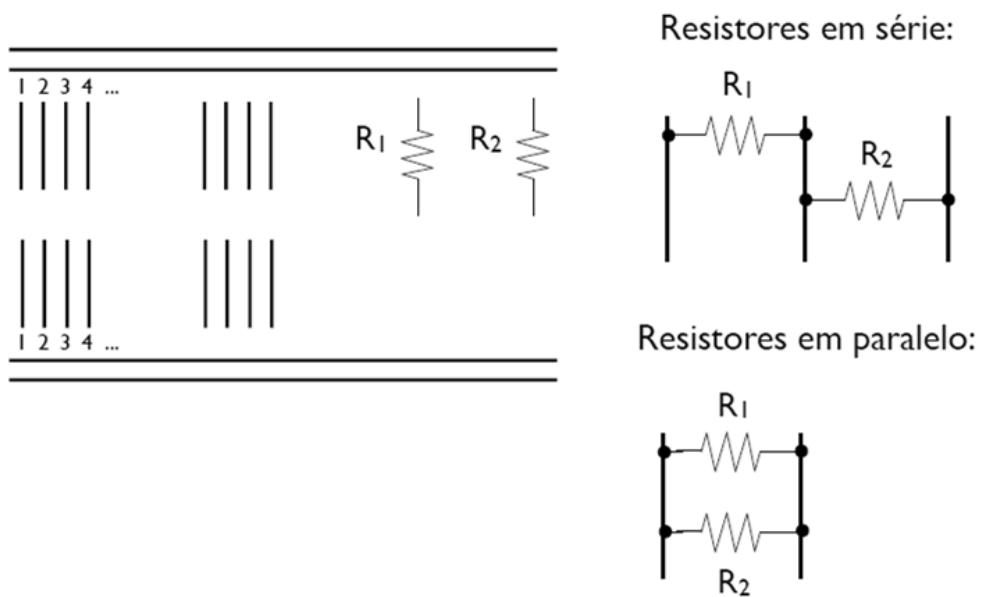 1 2 3 4 ...
R1 R2
1 2 3 4 ...
Resistores em série:
R1
R2
Resistores em paralelo:
R1
R2